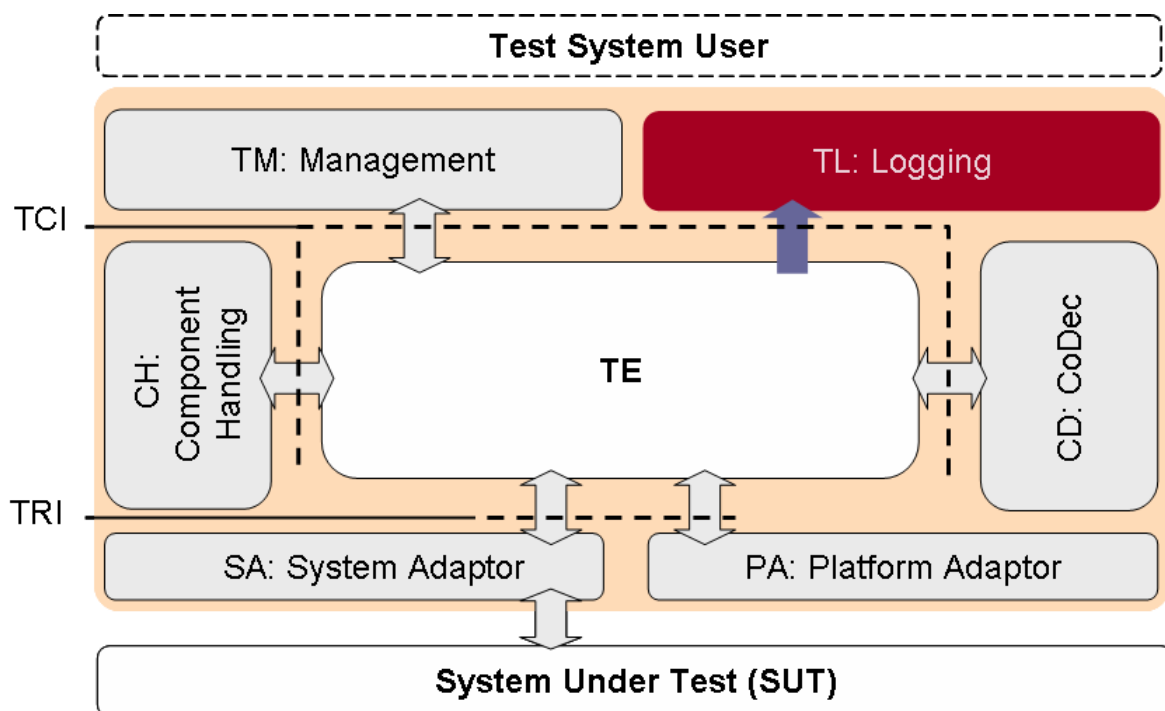 Test System User
TM: Management
TL: Logging
TCI
CH:
Component
Handling
TE
CD: CoDec
TRI
SA: System Adaptor
PA: Platform Adaptor
System Under Test (SUT)